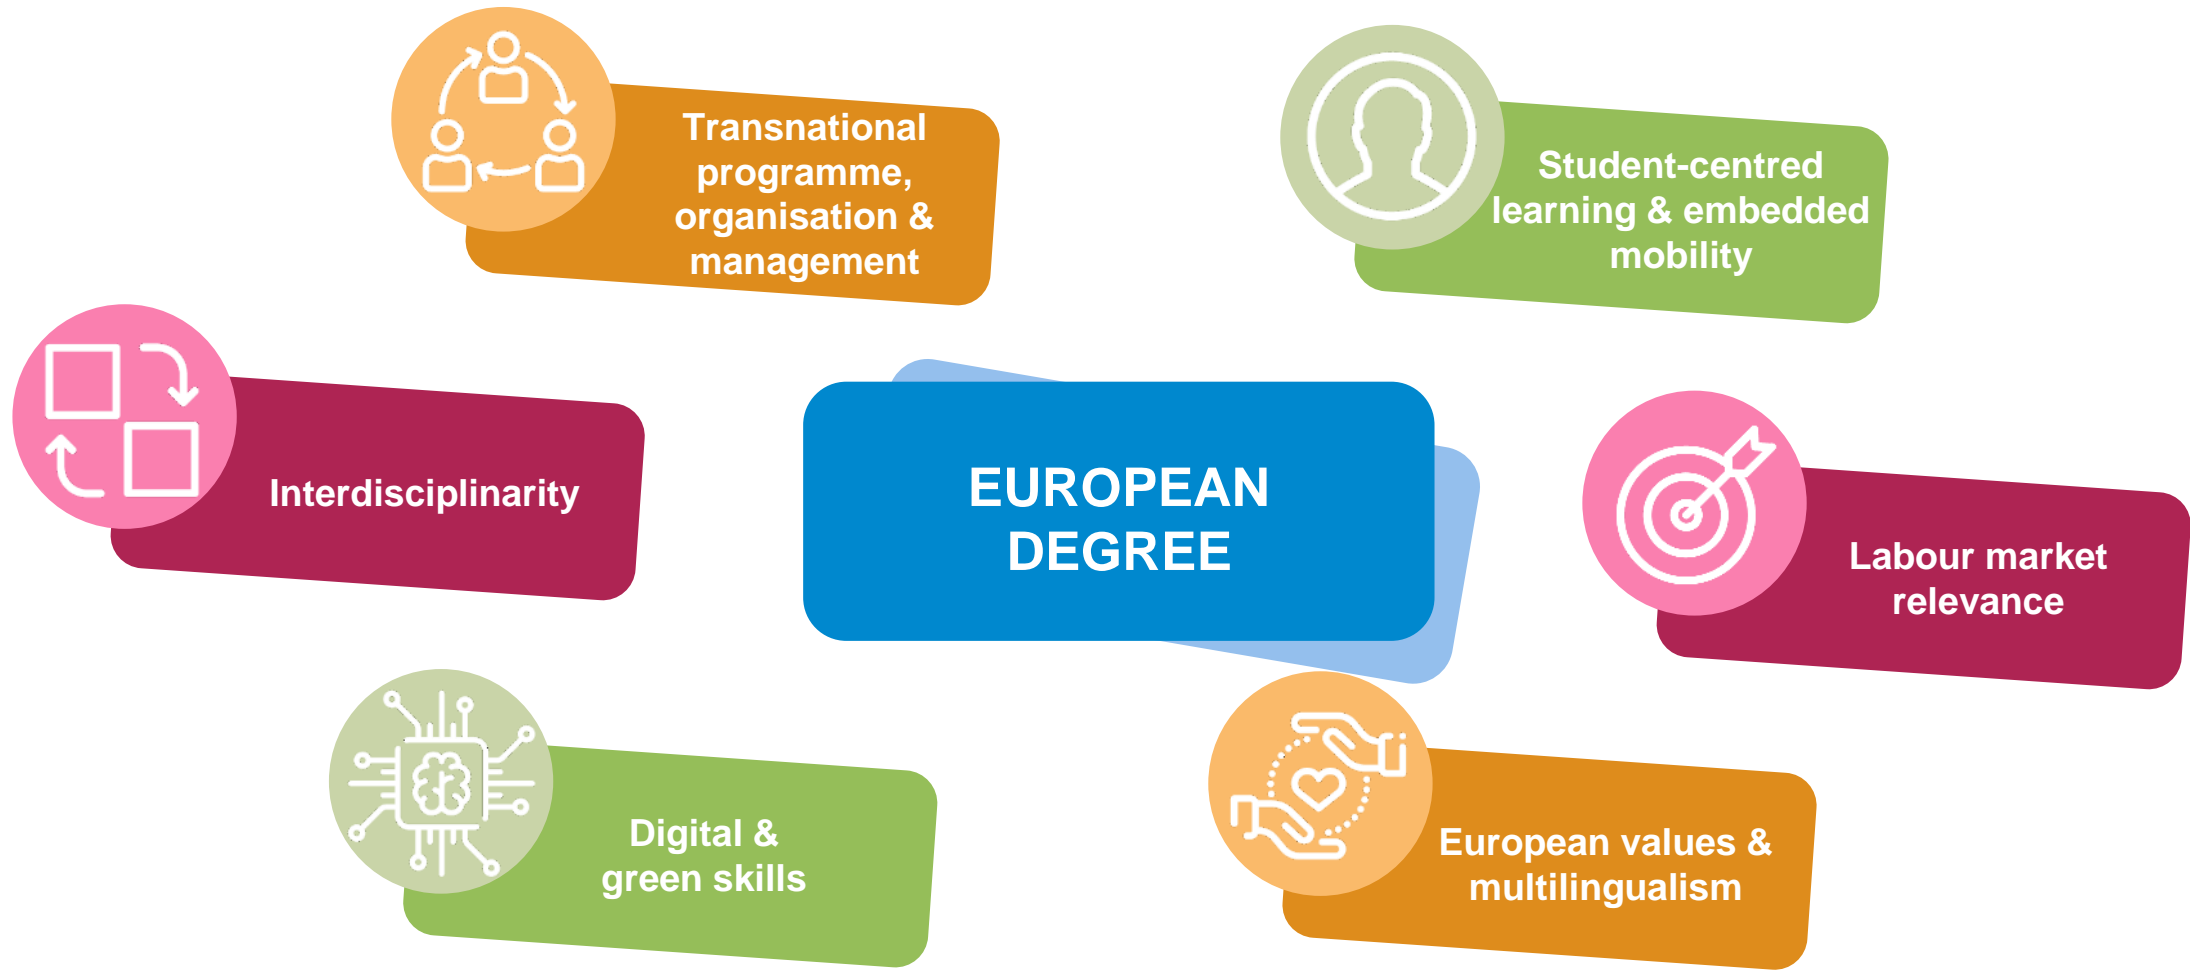 Transnational
programme,
organisation &
management
Student-centred
learning & embedded
mobility
Interdisciplinarity
EUROPEAN
DEGREE
Labour market
relevance
Digital &
green skills
European values &
multilingualism